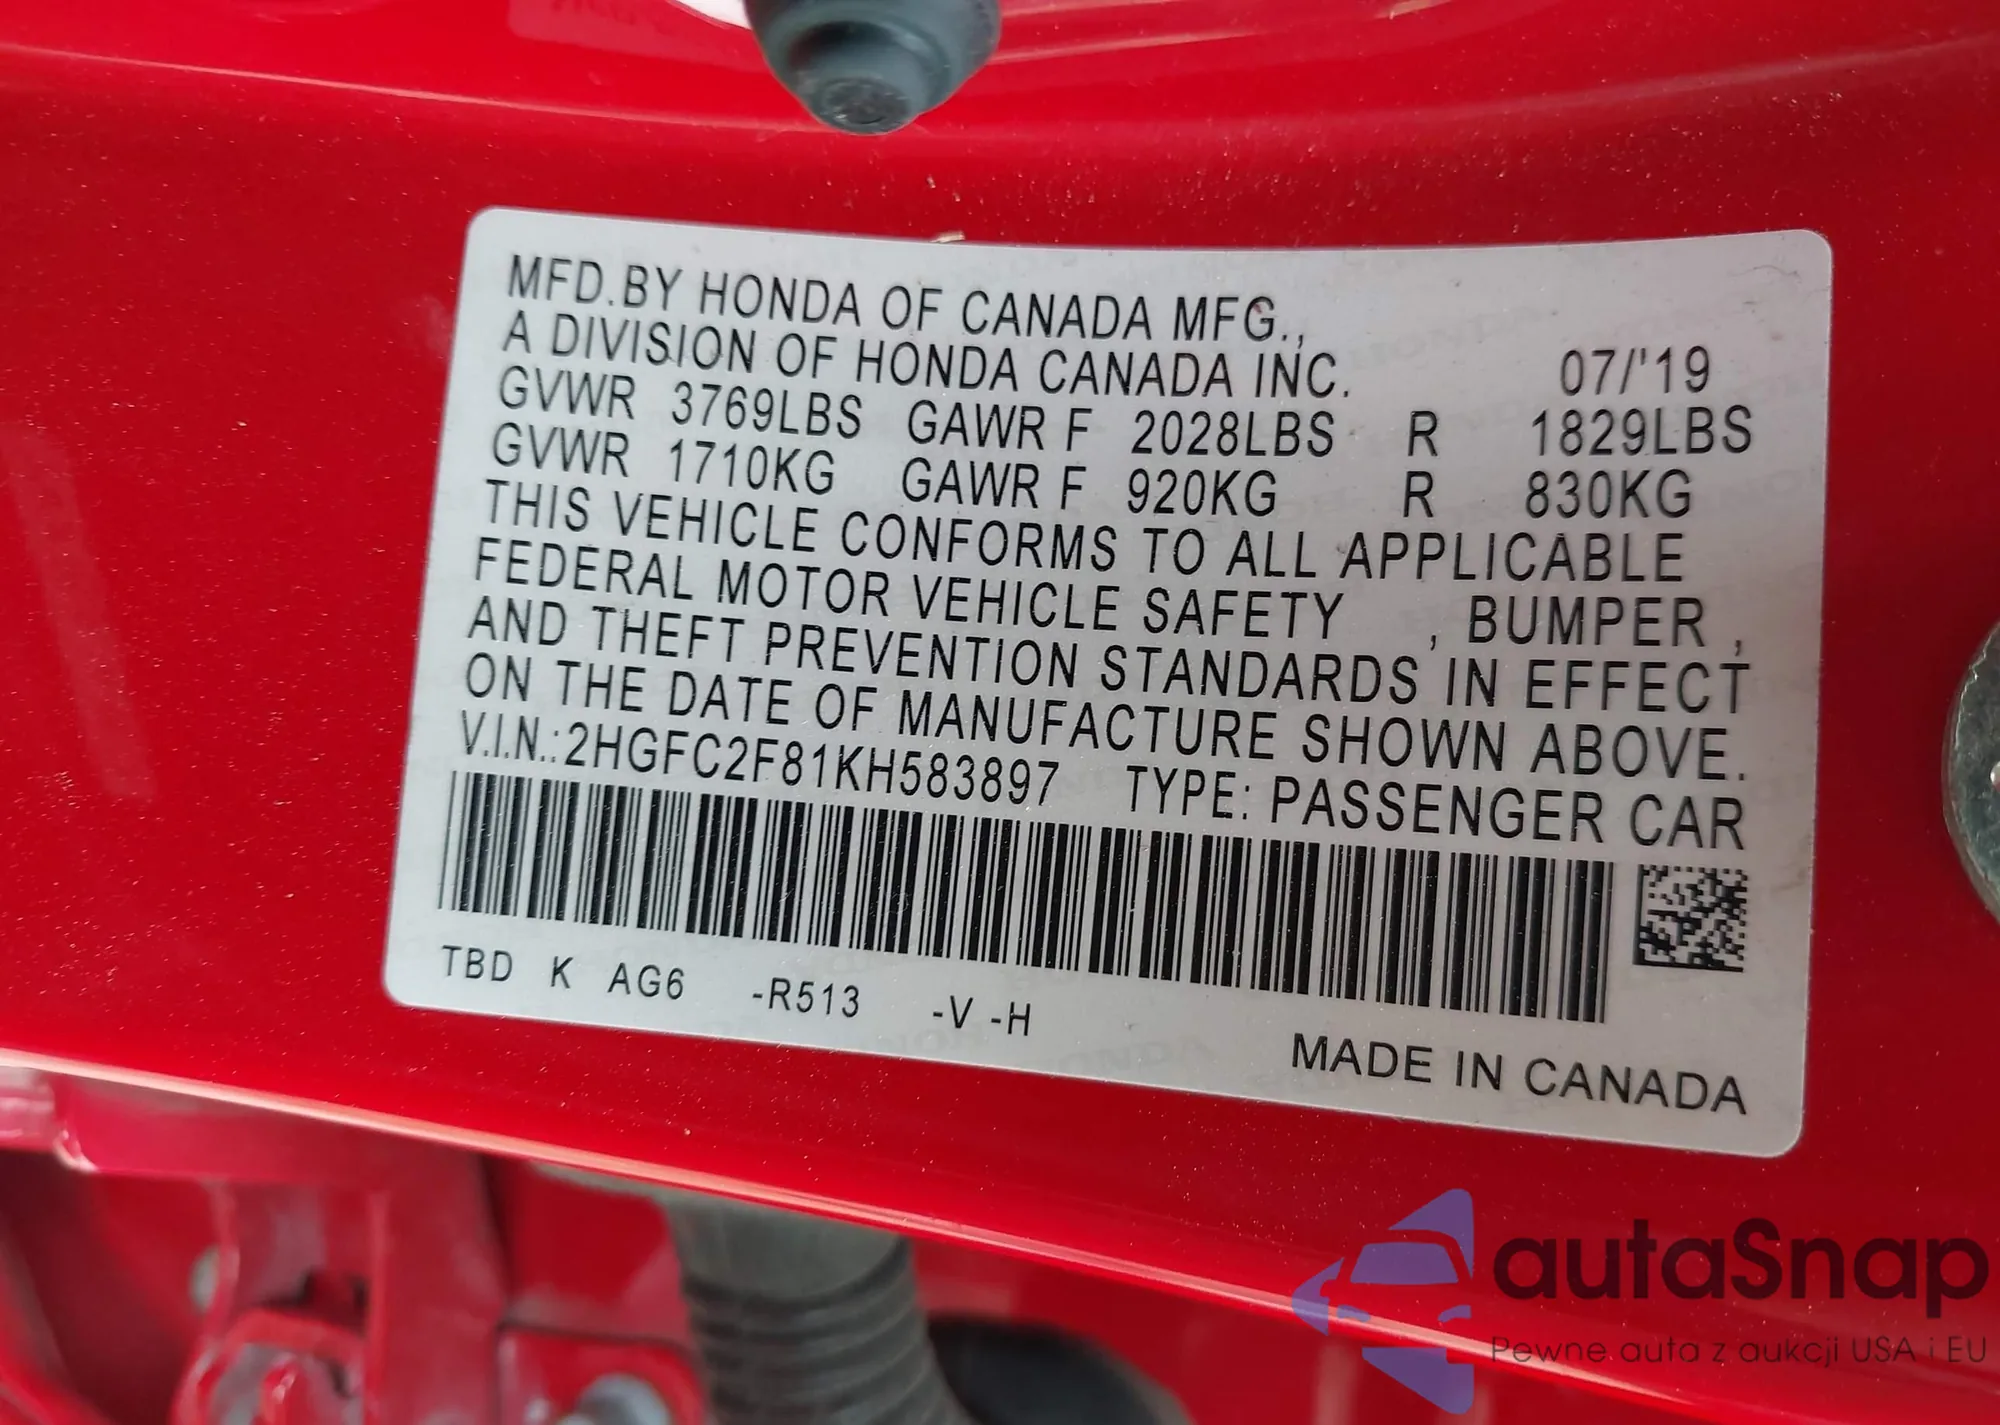 MFD.BY HONDA OF CANADA MFG.,
A DIVISION OF HONDA CANADA INC. 07/'19
GVWR 3769LBS GAWR F 2028LBS R 1829LBS
GVWR 1710KG GAWR F 920KG R 830KG
THIS VEHICLE CONFORMS TO ALL APPLICABLE
FEDERAL MOTOR VEHICLE SAFETY , BUMPER ,
AND THEFT PREVENTION STANDARDS IN EFFECT
ON THE DATE OF MANUFACTURE SHOWN ABOVE.
V.I.N.:2HGFC2F81KH583897 TYPE: PASSENGER CAR
TBD K AG6 -R513 -V -H
MADE IN CANADA
autaSnap
Pewne auta z aukcji USA i EU